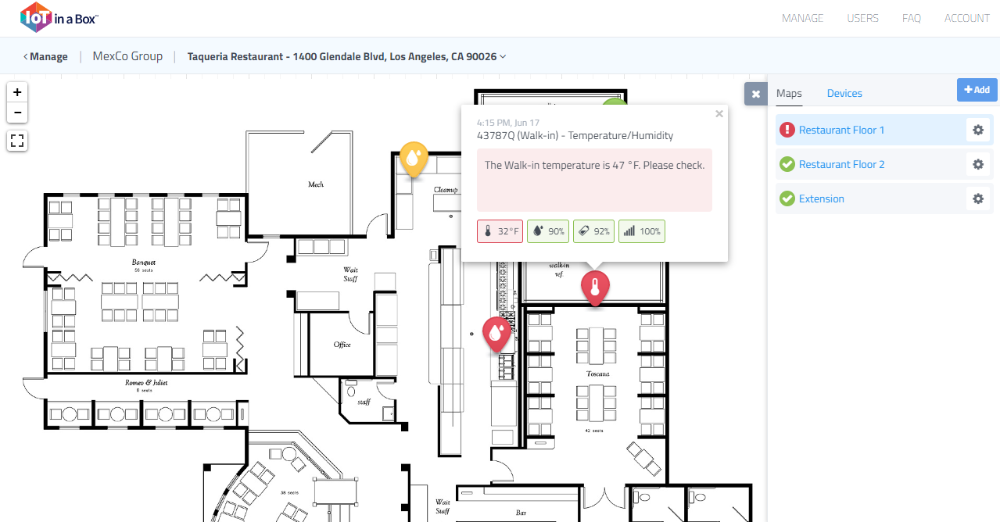 IoT in a Box™
MANAGE USERS FAQ ACCOUNT
Manage | MexCo Group | Taqueria Restaurant - 1400 Glendale Blvd, Los Angeles, CA 90026
+
−
Maps Devices + Add
Restaurant Floor 1
Restaurant Floor 2
Extension
4:15 PM, Jun 17
43787Q (Walk-in) - Temperature/Humidity
The Walk-in temperature is 47 °F. Please check.
32°F 90% 92% 100%
Mech
Cleanup
Banquet
56 seats
Wait
Staff
walk-in
ref.
Office
Toscana
42 seats
Romeo & Juliet
8 seats
staff
Wait
Staff
Bar